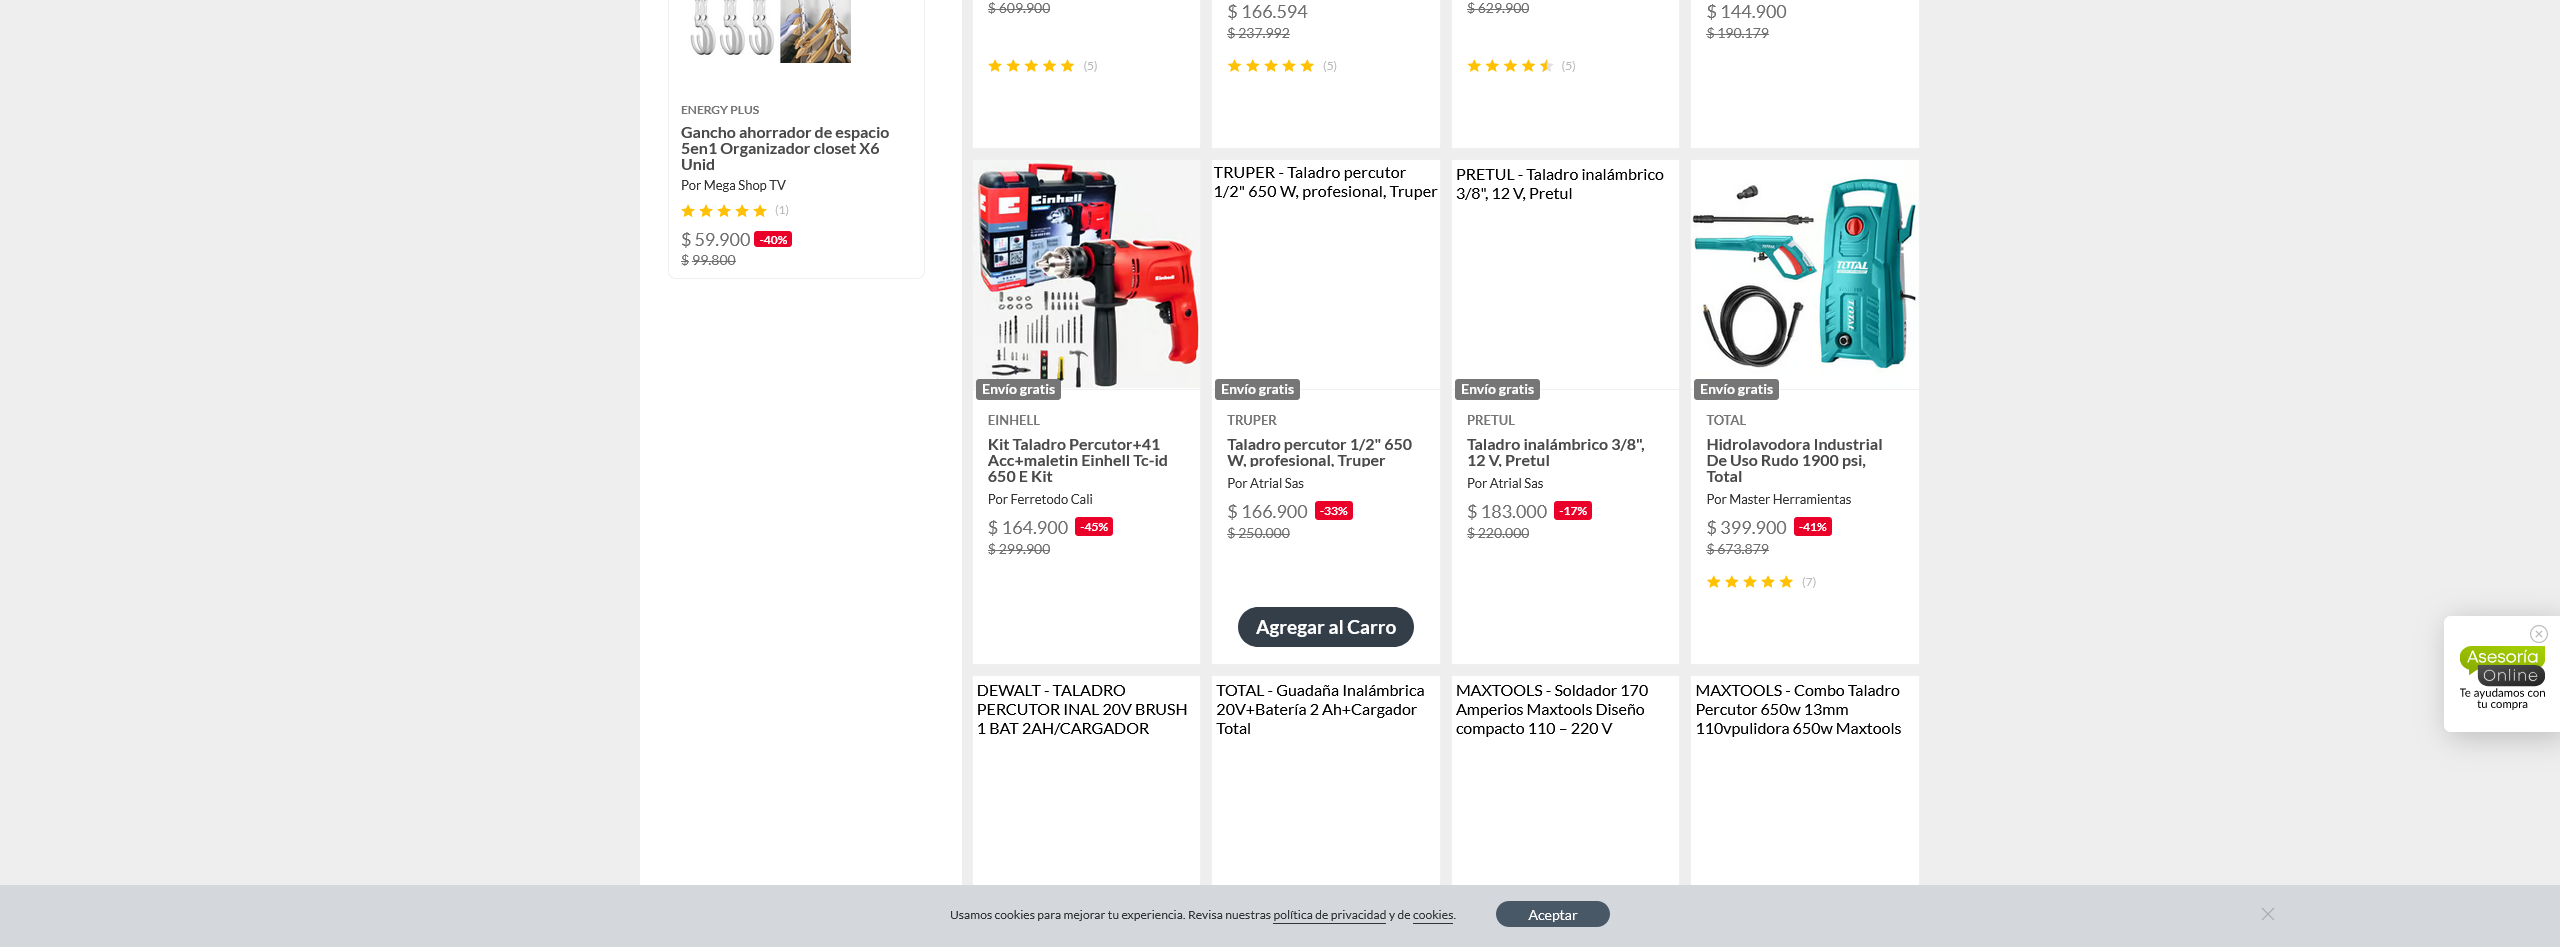 $ 609.900
$ 166.594
$ 237.992
$ 629.900
$ 144.900
$ 190.179
(5)
(5)
(5)
ENERGY PLUS
Gancho ahorrador de espacio
5en1 Organizador closet X6
Unid
Por Mega Shop TV
(1)
$ 59.900 -40%
$ 99.800
Einhell
Einhell
Envío gratis
EINHELL
Kit Taladro Percutor+41
Acc+maletin Einhell Tc-id
650 E Kit
Por Ferretodo Cali
$ 164.900 -45%
$ 299.900
TRUPER - Taladro percutor
1/2" 650 W, profesional, Truper
Envío gratis
TRUPER
Taladro percutor 1/2" 650
W, profesional, Truper
Por Atrial Sas
$ 166.900 -33%
$ 250.000
Agregar al Carro
PRETUL - Taladro inalámbrico
3/8", 12 V, Pretul
Envío gratis
PRETUL
Taladro inalámbrico 3/8",
12 V, Pretul
Por Atrial Sas
$ 183.000 -17%
$ 220.000
TOTAL
TOTAL
Envío gratis
TOTAL
Hidrolavodora Industrial
De Uso Rudo 1900 psi,
Total
Por Master Herramientas
$ 399.900 -41%
$ 673.879
(7)
DEWALT - TALADRO
PERCUTOR INAL 20V BRUSH
1 BAT 2AH/CARGADOR
TOTAL - Guadaña Inalámbrica
20V+Batería 2 Ah+Cargador
Total
MAXTOOLS - Soldador 170
Amperios Maxtools Diseño
compacto 110 – 220 V
MAXTOOLS - Combo Taladro
Percutor 650w 13mm
110vpulidora 650w Maxtools
Asesoría
Online
Te ayudamos con
tu compra
Usamos cookies para mejorar tu experiencia. Revisa nuestras política de privacidad y de cookies.
Aceptar